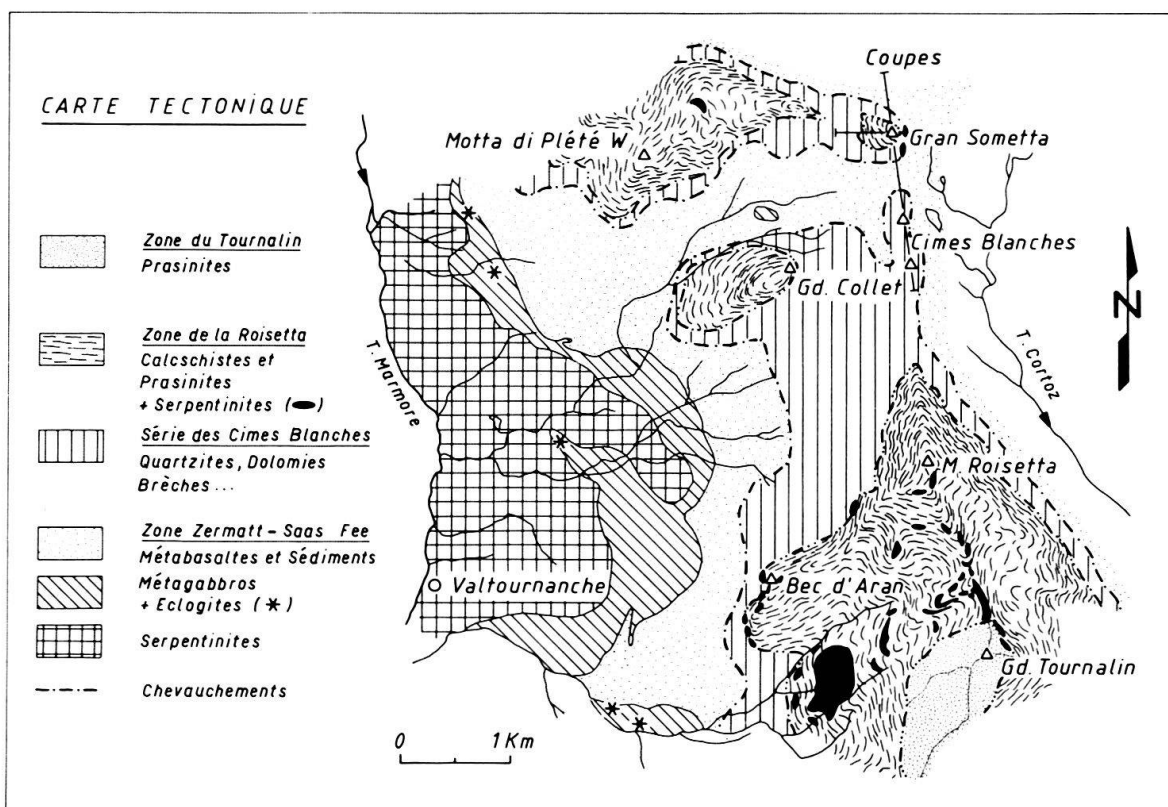 CARTE TECTONIQUE
Zone du Tournalin
Prasinites
Zone de la Roisetta
Calcschistes et
Prasinites
+ Serpentinites ( )
Série des Cimes Blanches
Quartzites, Dolomies
Brèches ...
Zone Zermatt-Saas Fee
Métabasaltes et Sédiments
Métagabbros
+ Eclogites (*)
Serpentinites
Chevauchements
Coupes
Motta di Plété W
Gran Sometta
Cimes Blanches
Gd. Collet
N
T. Marmore
T. Cortoz
M. Roisetta
Valtournanche
Bec d'Aran
Gd. Tournalin
0 1 Km